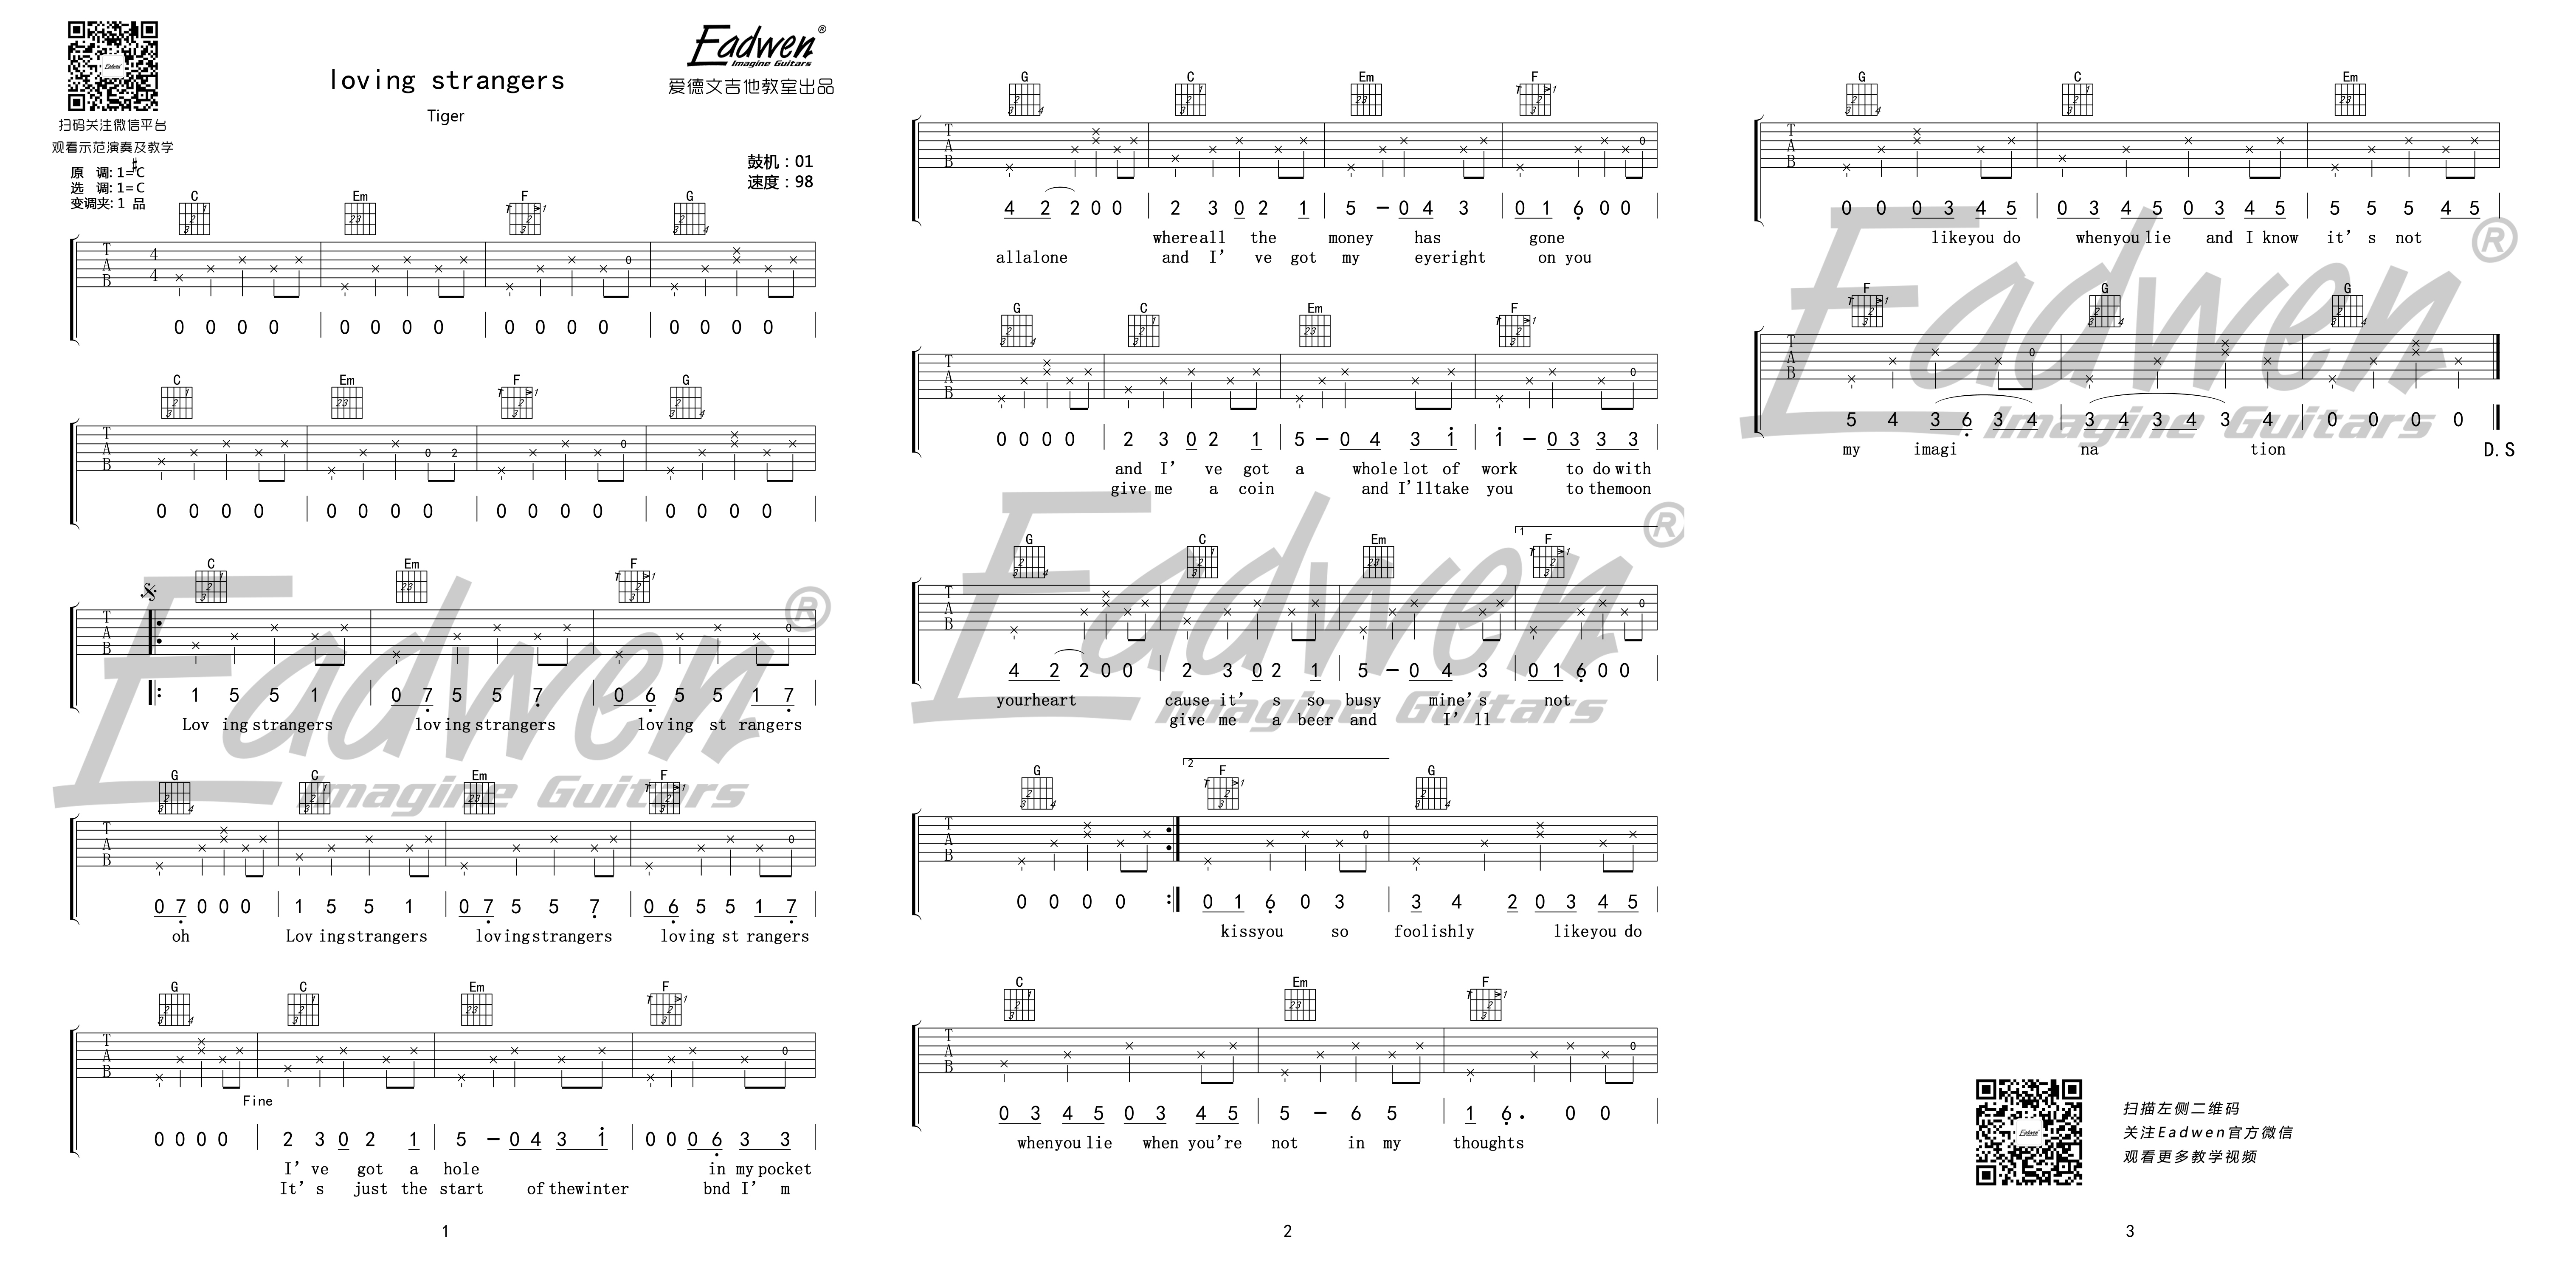 Eadwen®
Imagine Guitars
爱德文吉他教室出品
loving strangers
Tiger
扫码关注微信平台
观看示范演奏及教学
原 调: 1=♯C
选 调: 1=C
变调夹: 1 品
鼓机：01
速度：98
C Em F G
T A B 4 4
0 0 0 0 | 0 0 0 0 | 0 0 0 0 | 0 0 0 0
C Em F G
0 0 0 0 | 0 0 0 0 | 0 0 0 0 | 0 0 0 0
C Em F
1 5 5 1 | 0 7 5 5 7 | 0 6 5 5 1 7
Lov ing strangers loving strangers loving st rangers
G C Em F
0 7 0 0 0 | 1 5 5 1 | 0 7 5 5 7 | 0 6 5 5 1 7
oh Lov ingstrangers lovingstrangers loving st rangers
G C Em F
Fine
0 0 0 0 | 2 3 0 2 1 | 5 - 0 4 3 1 | 0 0 0 6 3 3
I' ve got a hole in my pocket
It' s just the start of thewinter bnd I' m
1
G C Em F
4 2 2 0 0 | 2 3 0 2 1 | 5 - 0 4 3 | 0 1 6 0 0
whereall the money has gone
allalone and I' ve got my eyeright on you
G C Em F
0 0 0 0 | 2 3 0 2 1 | 5 - 0 4 3 1 | 1 - 0 3 3 3
and I' ve got a whole lot of work to do with
give me a coin and I'lltake you to themoon
G C Em 1 F
4 2 2 0 0 | 2 3 0 2 1 | 5 - 0 4 3 | 0 1 6 0 0
yourheart cause it' s so busy mine's not
give me a beer and I' ll
G 2 F G
0 0 0 0 :| 0 1 6 0 3 | 3 4 2 0 3 4 5
kissyou so foolishly likeyou do
C Em F
0 3 4 5 0 3 4 5 | 5 - 6 5 | 1 6. 0 0
whenyou lie when you're not in my thoughts
2
G C Em
0 0 0 3 4 5 | 0 3 4 5 0 3 4 5 | 5 5 5 4 5
likeyou do whenyou lie and I know it' s not
F G G
5 4 3 6 3 4 | 3 4 3 4 3 4 | 0 0 0 0
my imagi na tion D.S
扫描左侧二维码
关注Eadwen官方微信
观看更多教学视频
3